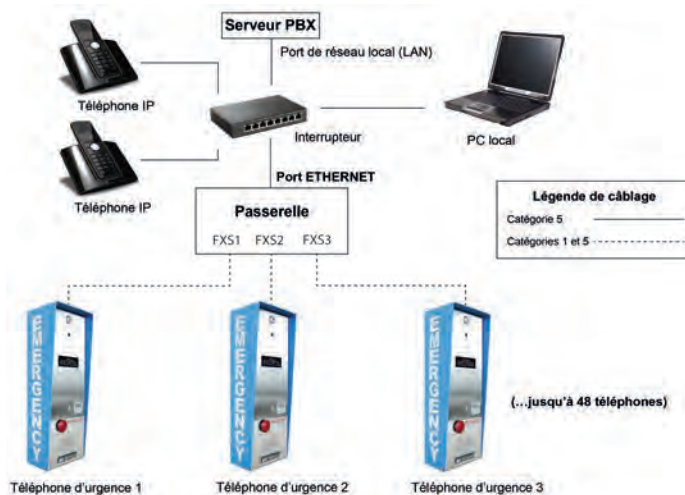 Serveur PBX
Port de réseau local (LAN)
Téléphone IP
Interrupteur
PC local
Téléphone IP
Port ETHERNET
Passerelle
FXS1 FXS2 FXS3
Légende de câblage
Catégorie 5
Catégories 1 et 5
EMERGENCY
EMERGENCY
EMERGENCY
(...jusqu'à 48 téléphones)
Téléphone d'urgence 1
Téléphone d'urgence 2
Téléphone d'urgence 3